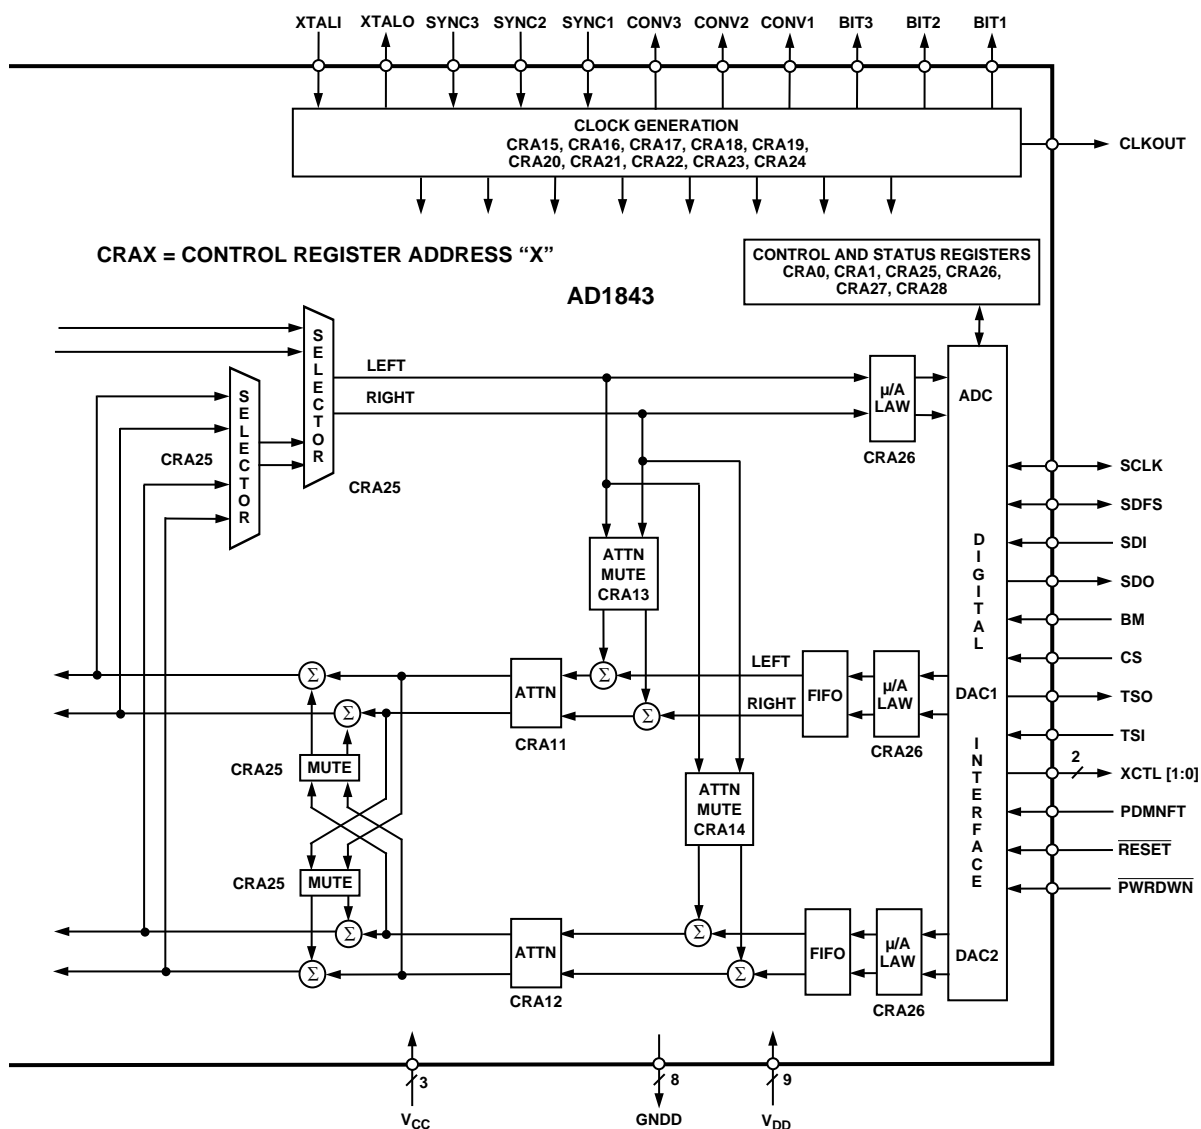 XTALI XTALO SYNC3 SYNC2 SYNC1 CONV3 CONV2 CONV1 BIT3 BIT2 BIT1
CLOCK GENERATION
CRA15, CRA16, CRA17, CRA18, CRA19,
CRA20, CRA21, CRA22, CRA23, CRA24
CLKOUT
CRAX = CONTROL REGISTER ADDRESS “X”
CONTROL AND STATUS REGISTERS
CRA0, CRA1, CRA25, CRA26,
CRA27, CRA28
AD1843
SELECTOR
CRA25
SELECTOR
CRA25
LEFT
RIGHT
µ/A
LAW
CRA26
ADC
DIGITAL
DAC1
INTERFACE
DAC2
SCLK
SDFS
SDI
SDO
BM
CS
TSO
TSI
2
XCTL [1:0]
PDMNFT
RESET
PWRDWN
ATTN
MUTE
CRA13
Σ
Σ
ATTN
CRA11
Σ
Σ
LEFT
RIGHT
FIFO
µ/A
LAW
CRA26
CRA25
MUTE
ATTN
MUTE
CRA14
CRA25
MUTE
Σ
Σ
ATTN
CRA12
Σ
Σ
FIFO
µ/A
LAW
CRA26
3
VCC
8
GNDD
9
VDD